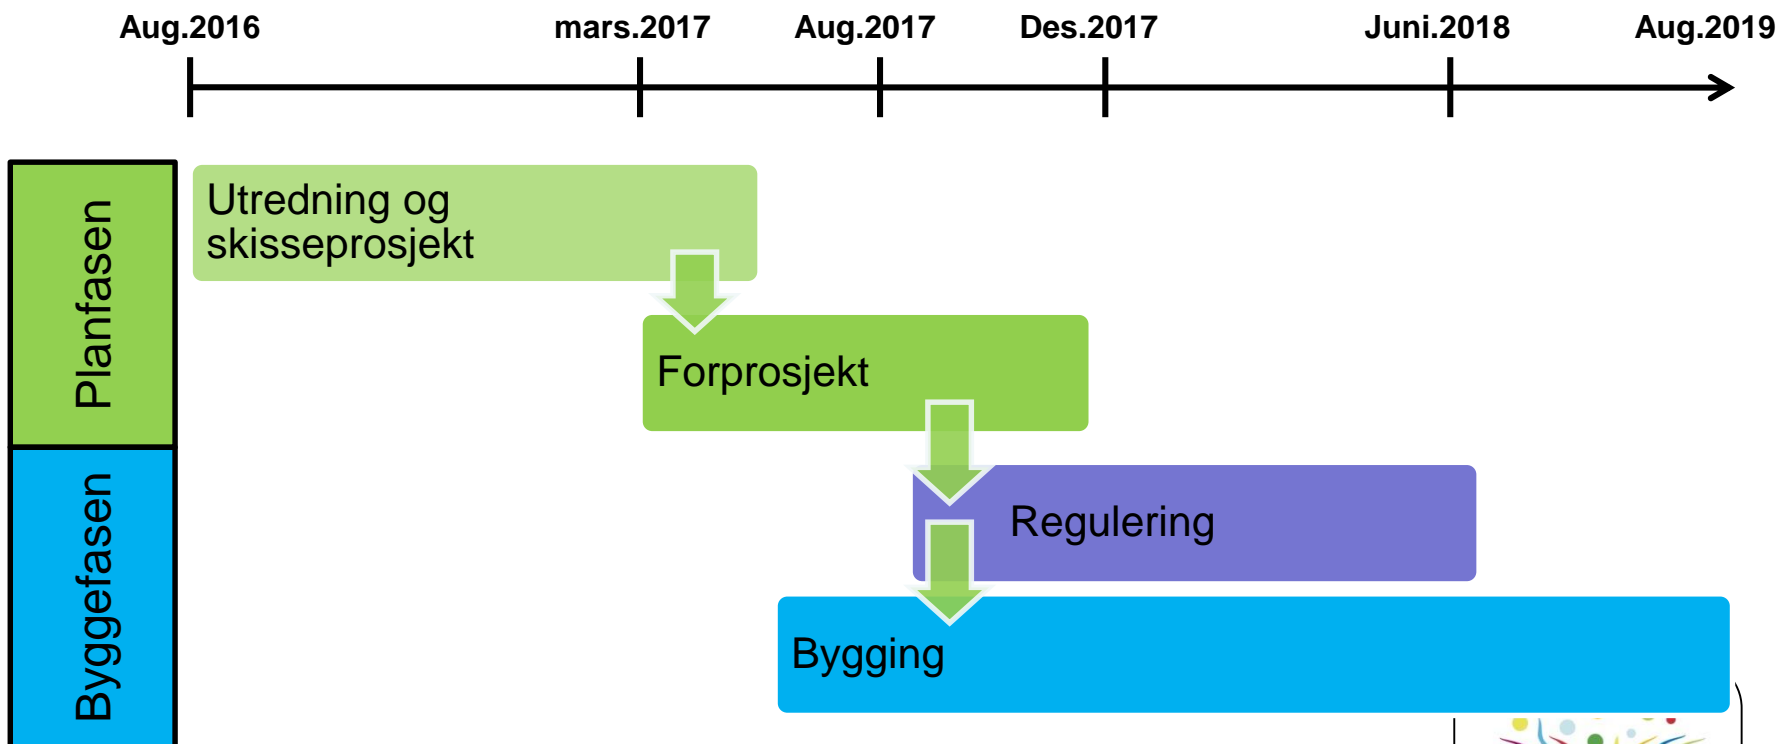 Aug.2016
mars.2017
Aug.2017
Des.2017
Juni.2018
Aug.2019
Planfasen
Utredning og
skisseprosjekt
Forprosjekt
Byggefasen
Regulering
Bygging